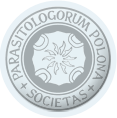 PARASITOLOGORUM POLONA
+ SOCIETAS +